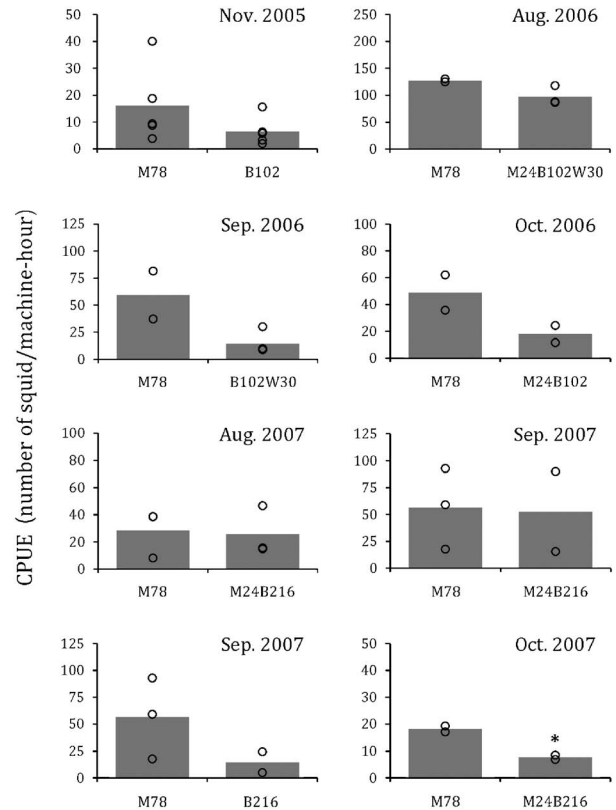 CPUE (number of squid/machine-hour)
Nov. 2005
50
40
30
20
10
0
M78 B102
Aug. 2006
250
200
150
100
50
0
M78 M24B102W30
Sep. 2006
125
100
75
50
25
0
M78 B102W30
Oct. 2006
100
80
60
40
20
0
M78 M24B102
Aug. 2007
100
80
60
40
20
0
M78 M24B216
Sep. 2007
125
100
75
50
25
0
M78 M24B216
Sep. 2007
125
100
75
50
25
0
M78 B216
Oct. 2007
50
40
30
20
10
0
*
M78 M24B216